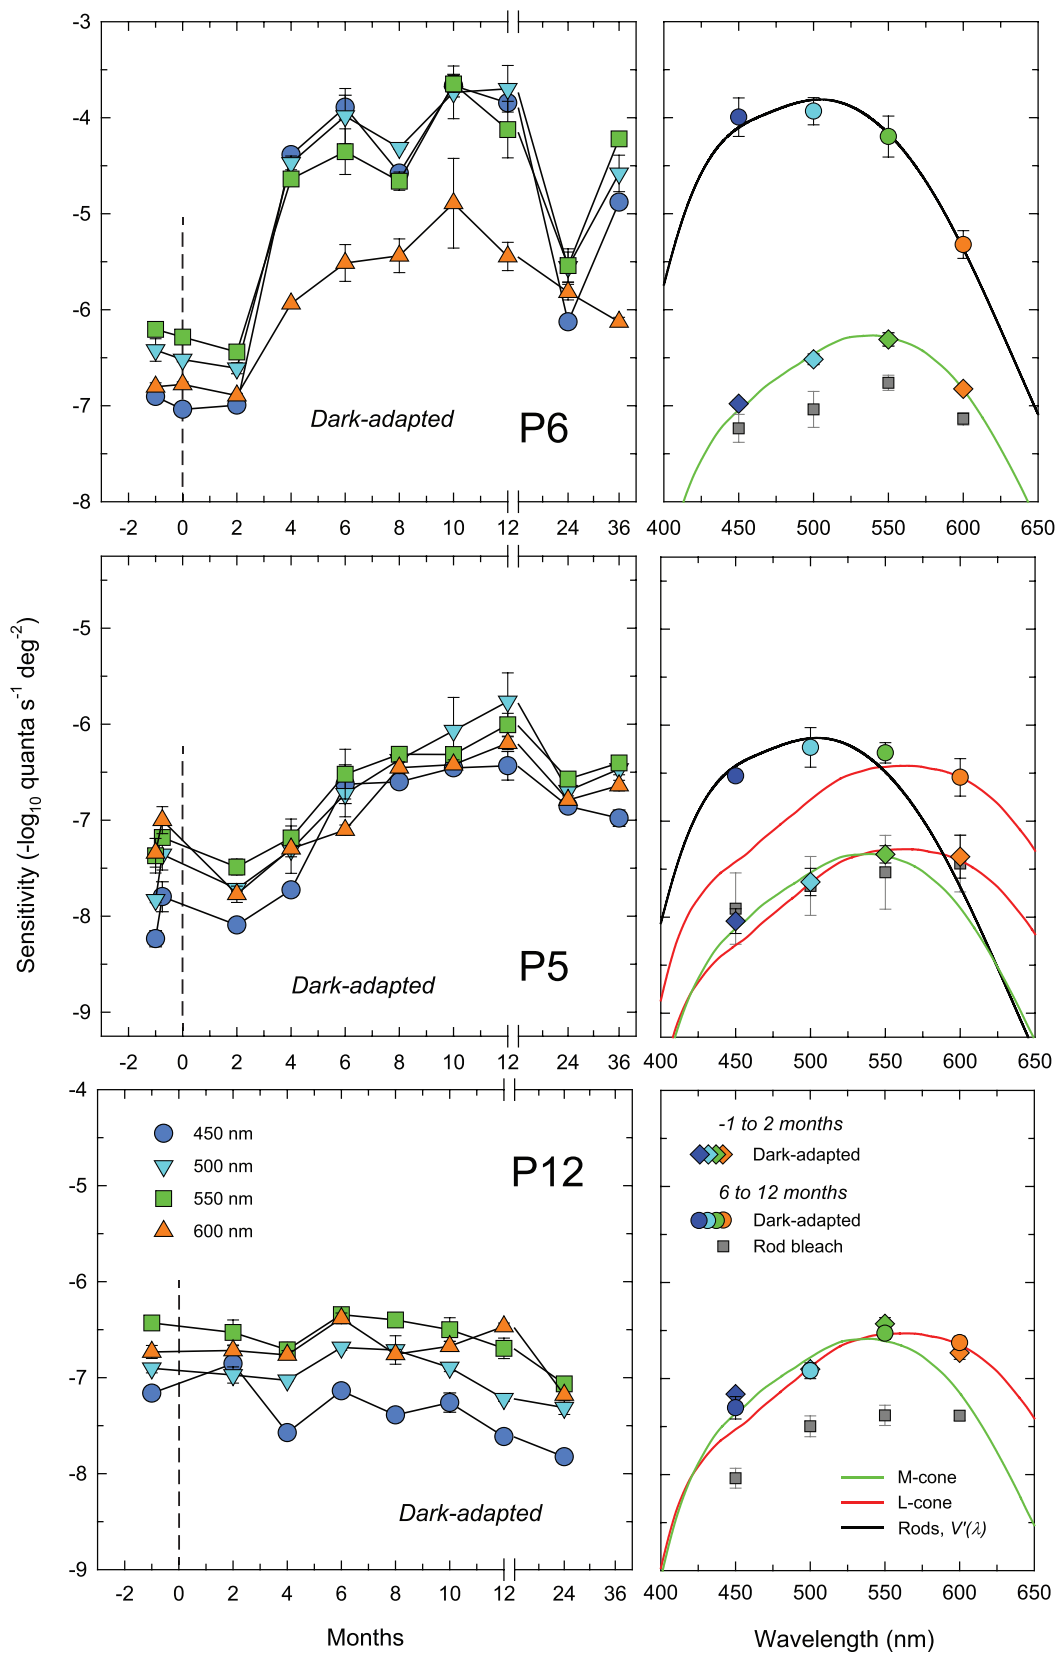 -3
-4
-5
-6
-7
-8
-2 0 2 4 6 8 10 12 24 36
Dark-adapted
P6
400 450 500 550 600 650
Sensitivity (-log10 quanta s-1 deg-2)
-5
-6
-7
-8
-9
-2 0 2 4 6 8 10 12 24 36
Dark-adapted
P5
400 450 500 550 600 650
-4
-5
-6
-7
-8
-9
450 nm
500 nm
550 nm
600 nm
P12
Dark-adapted
-2 0 2 4 6 8 10 12 24 36
Months
-1 to 2 months
Dark-adapted
6 to 12 months
Dark-adapted
Rod bleach
M-cone
L-cone
Rods, V'(λ)
400 450 500 550 600 650
Wavelength (nm)